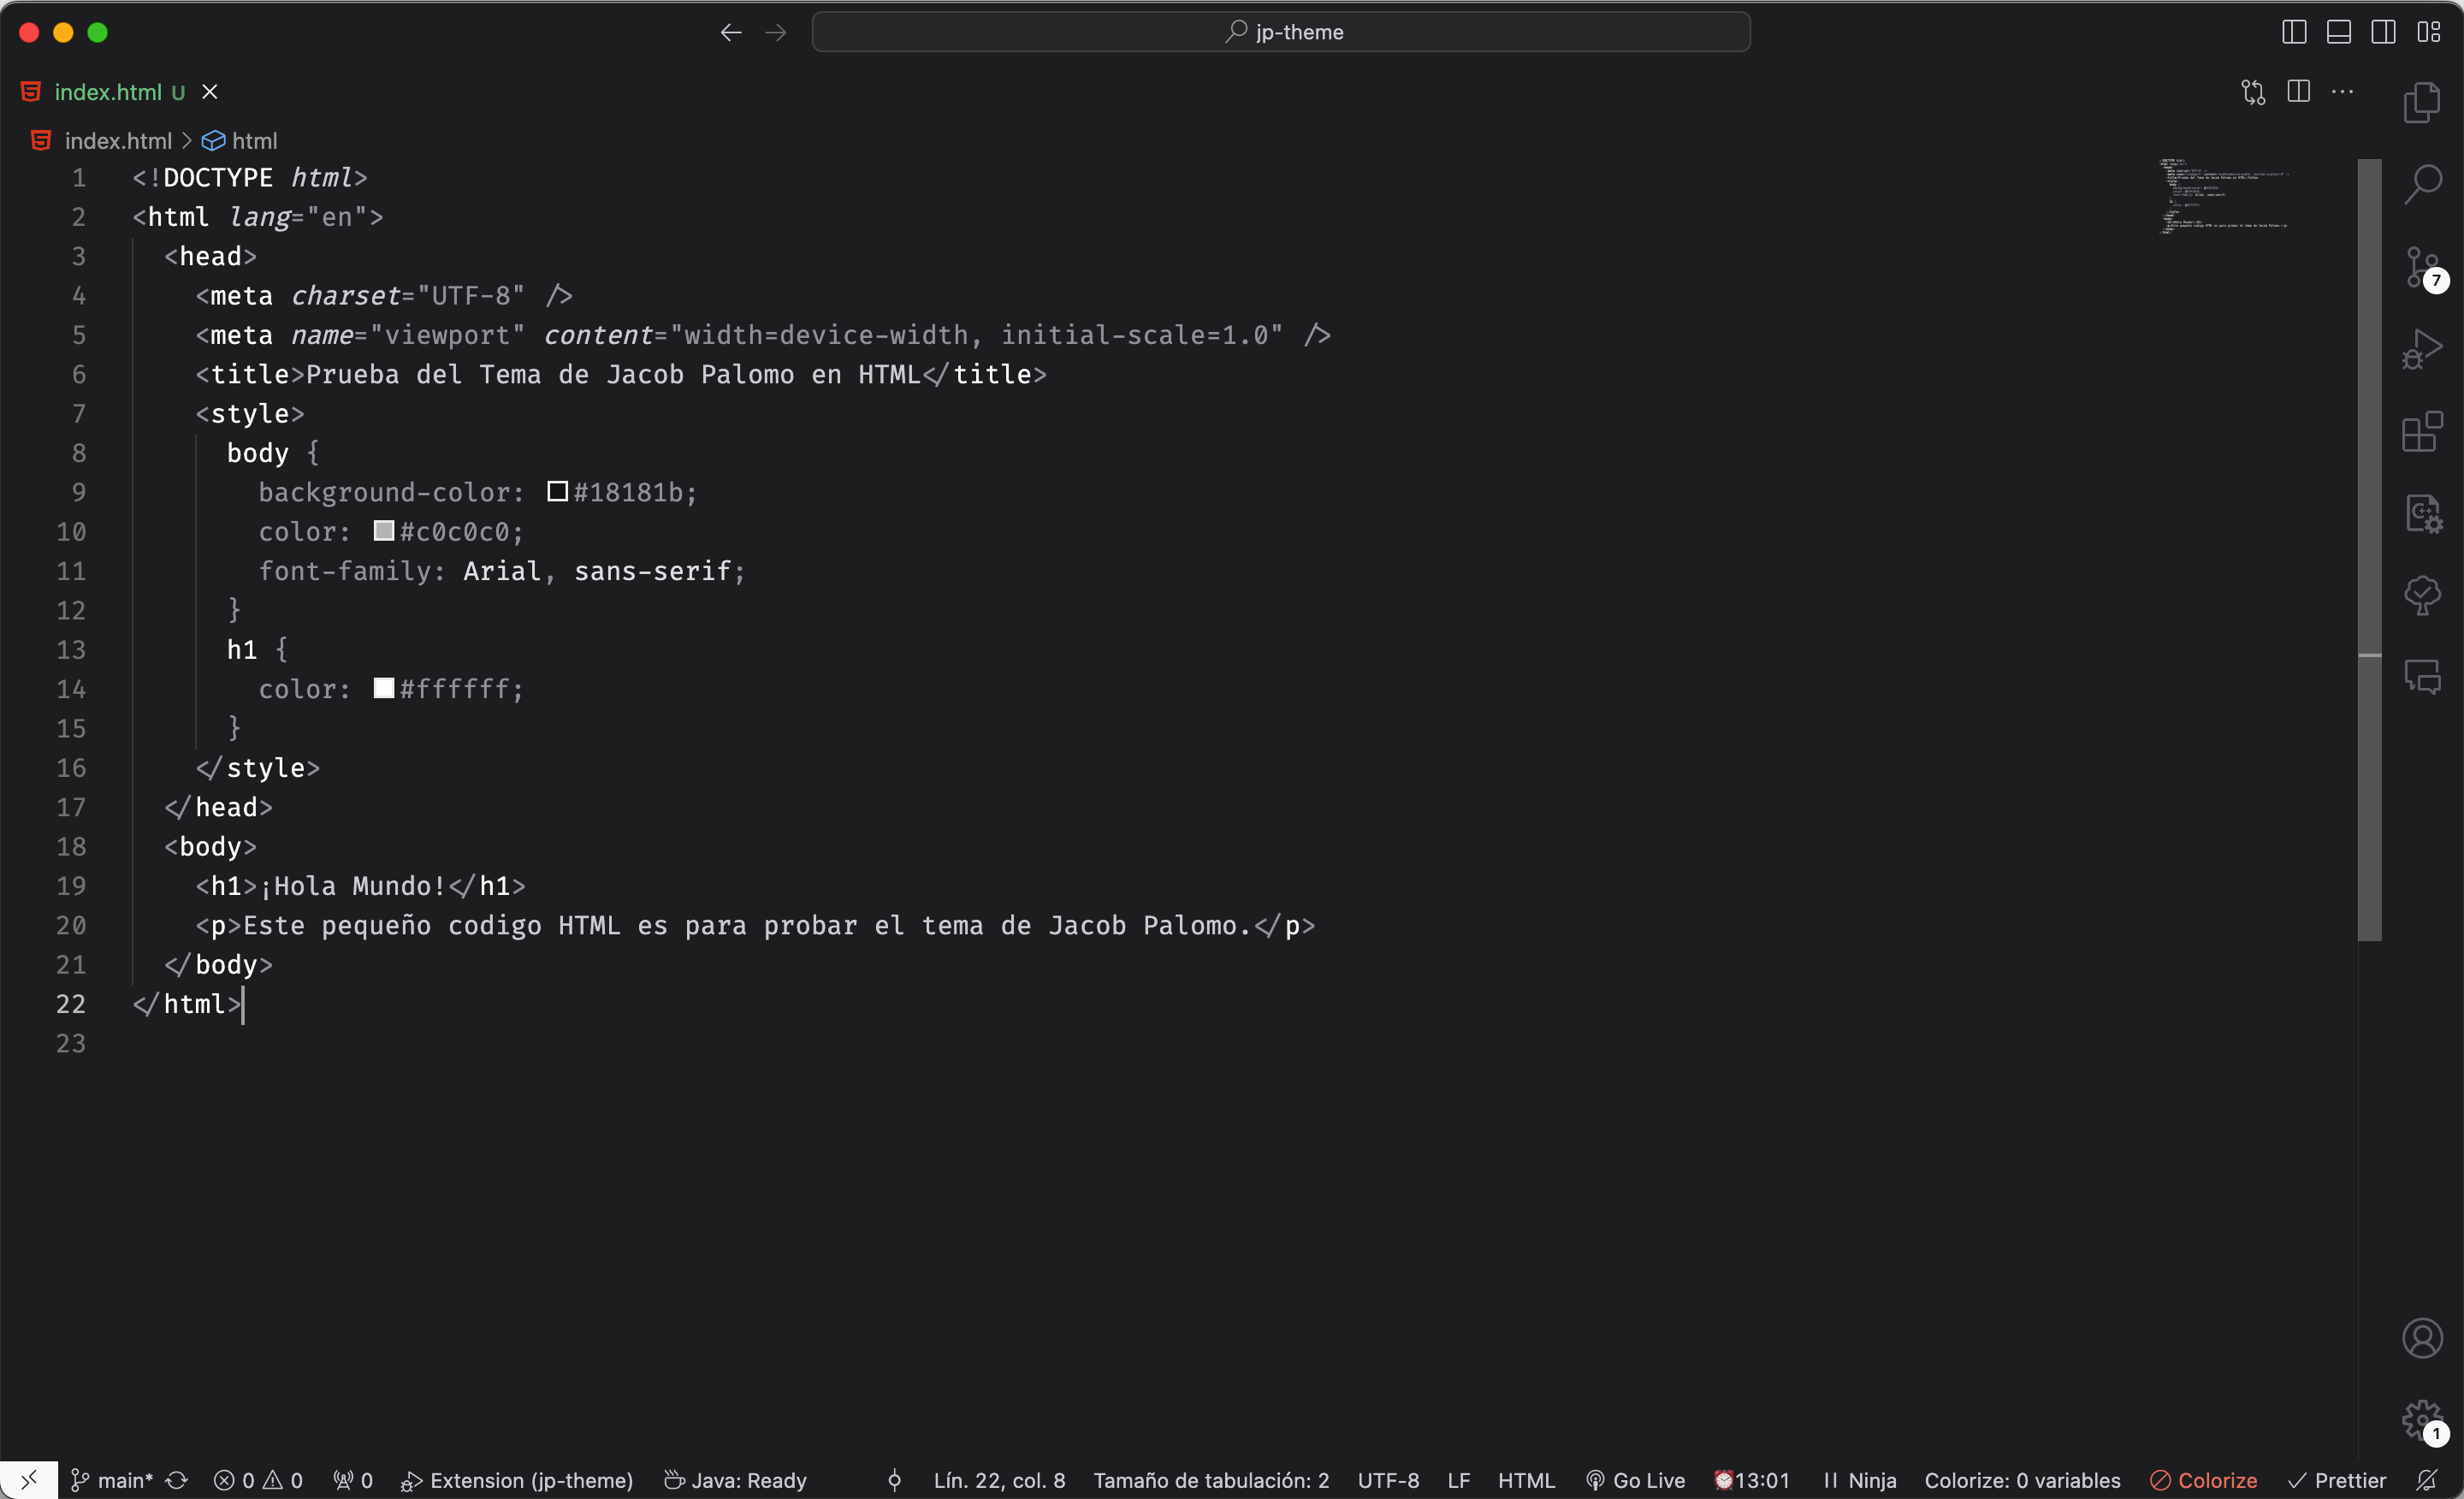 jp-theme
index.html U
index.html > html
1 <!DOCTYPE html>
2 <html lang="en">
3 <head>
4 <meta charset="UTF-8" />
5 <meta name="viewport" content="width=device-width, initial-scale=1.0" />
6 <title>Prueba del Tema de Jacob Palomo en HTML</title>
7 <style>
8 body {
9 background-color: #18181b;
10 color: #c0c0c0;
11 font-family: Arial, sans-serif;
12 }
13 h1 {
14 color: #ffffff;
15 }
16 </style>
17 </head>
18 <body>
19 <h1>¡Hola Mundo!</h1>
20 <p>Este pequeño codigo HTML es para probar el tema de Jacob Palomo.</p>
21 </body>
22 </html>
23
7
C++
1
main* 0 0 0 Extension (jp-theme) Java: Ready Lín. 22, col. 8 Tamaño de tabulación: 2 UTF-8 LF HTML Go Live 13:01 Ninja Colorize: 0 variables Colorize Prettier